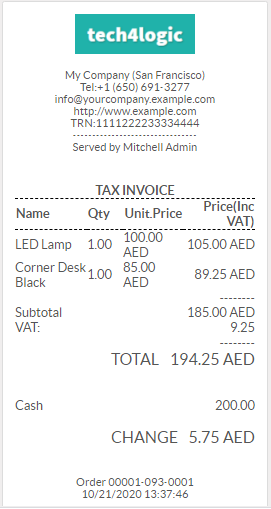 tech4logic
My Company (San Francisco)
Tel:+1 (650) 691-3277
info@yourcompany.example.com
http://www.example.com
TRN:1111222233334444
--------------------------------
Served by Mitchell Admin
TAX INVOICE
Name Qty Unit.Price Price(Inc VAT)
LED Lamp 1.00 100.00 AED 105.00 AED
Corner Desk Black 1.00 85.00 AED 89.25 AED
--------
Subtotal 185.00 AED
VAT: 9.25
--------
TOTAL 194.25 AED
Cash 200.00
CHANGE 5.75 AED
Order 00001-093-0001
10/21/2020 13:37:46